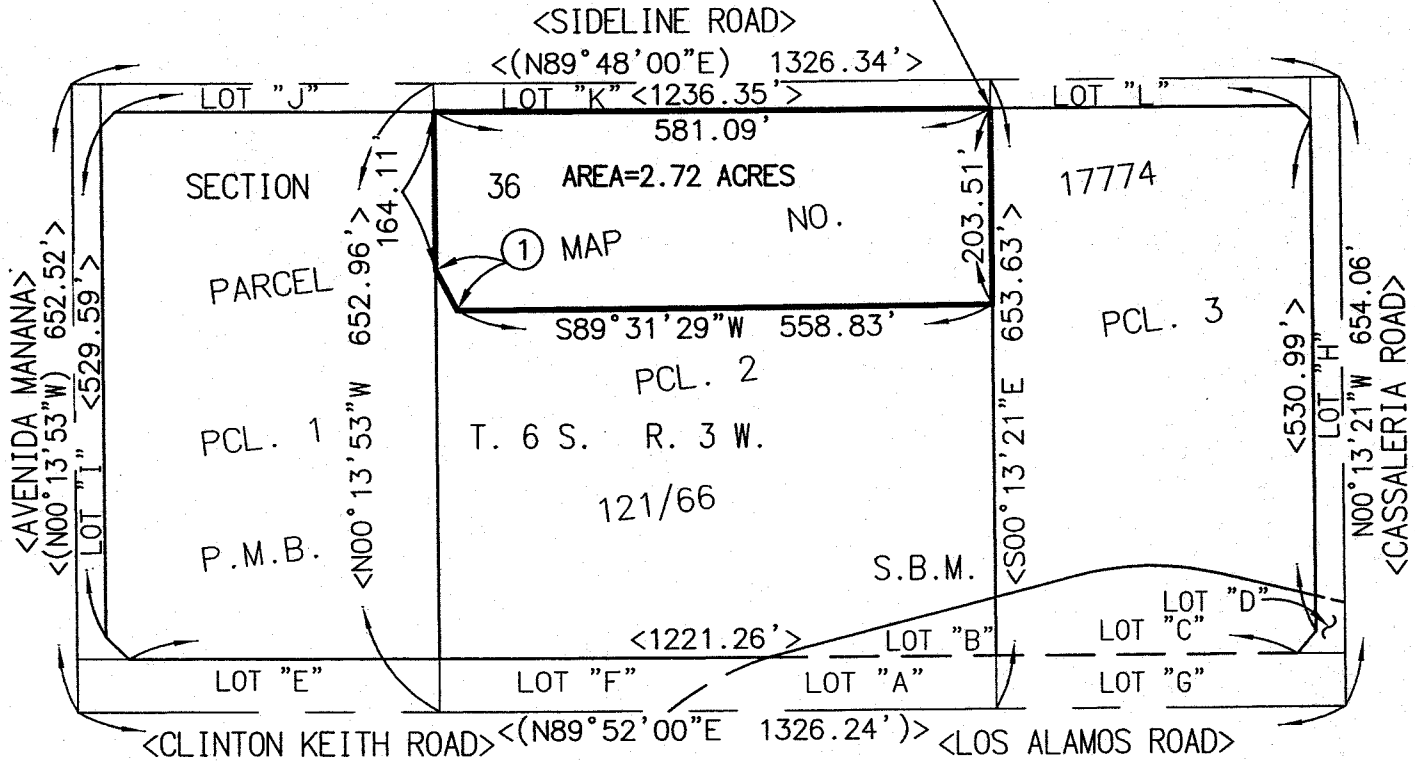 <SIDELINE ROAD>
<(N89°48'00"E) 1326.34'>
LOT "J"
LOT "K" <1236.35'>
LOT "L"
581.09'
SECTION
36
AREA=2.72 ACRES
NO.
17774
164.11'
203.51'
1 MAP
PARCEL
S89°31'29"W 558.83'
PCL. 3
PCL. 2
<AVENIDA MANANA>
<(N00°13'53"W) 652.52'>
LOT "I" <529.59'>
<N00°13'53"W 652.96'>
<S00°13'21"E 653.63'>
<530.99'>
LOT "H"
N00°13'21"W 654.06'
<CASSALERIA ROAD>
PCL. 1
T. 6 S. R. 3 W.
121/66
P.M.B.
S.B.M.
LOT "D"
<1221.26'>
LOT "B"
LOT "C"
LOT "E"
LOT "F"
LOT "A"
LOT "G"
<CLINTON KEITH ROAD>
<(N89°52'00"E 1326.24')>
<LOS ALAMOS ROAD>